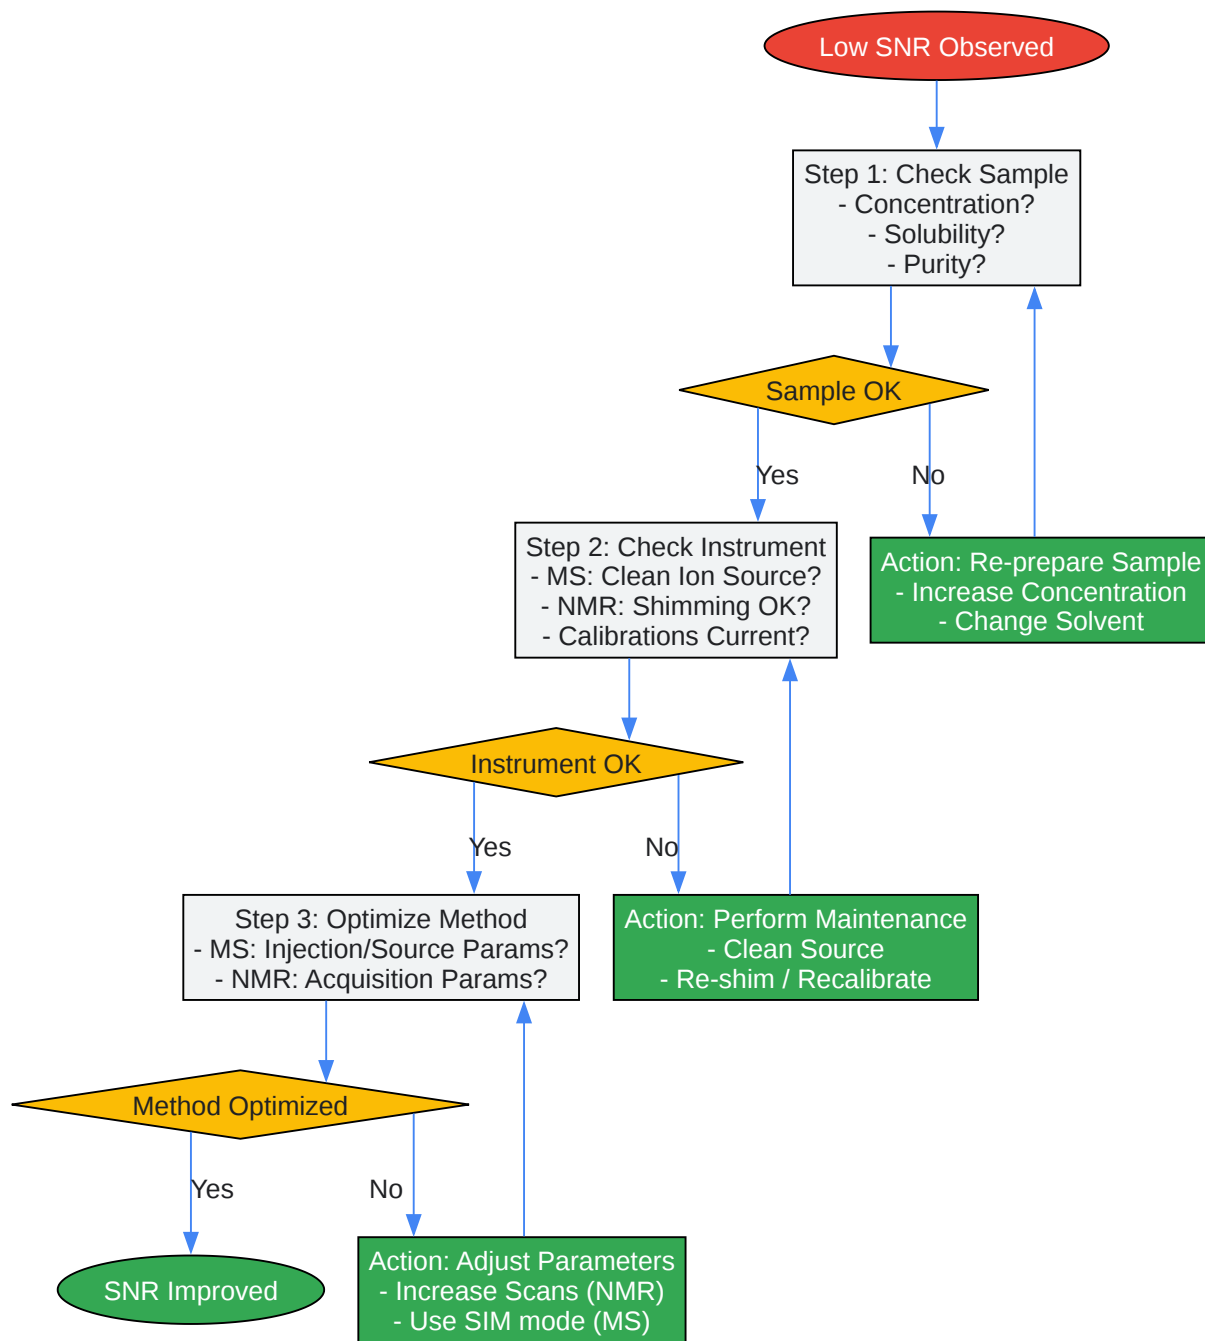 Low SNR Observed
Step 1: Check Sample
- Concentration?
- Solubility?
- Purity?
Sample OK
Yes
No
Step 2: Check Instrument
- MS: Clean Ion Source?
- NMR: Shimming OK?
- Calibrations Current?
Action: Re-prepare Sample
- Increase Concentration
- Change Solvent
Instrument OK
Yes
No
Step 3: Optimize Method
- MS: Injection/Source Params?
- NMR: Acquisition Params?
Action: Perform Maintenance
- Clean Source
- Re-shim / Recalibrate
Method Optimized
Yes
No
SNR Improved
Action: Adjust Parameters
- Increase Scans (NMR)
- Use SIM mode (MS)